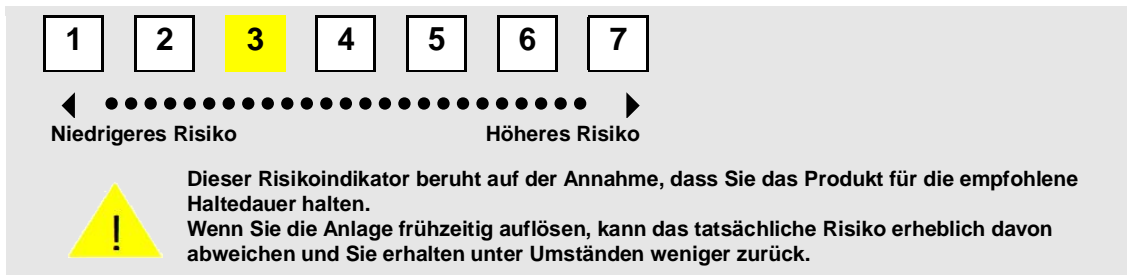 1 2 3 4 5 6 7
Niedrigeres Risiko Höheres Risiko
Dieser Risikoindikator beruht auf der Annahme, dass Sie das Produkt für die empfohlene
Haltedauer halten.
Wenn Sie die Anlage frühzeitig auflösen, kann das tatsächliche Risiko erheblich davon
abweichen und Sie erhalten unter Umständen weniger zurück.
!